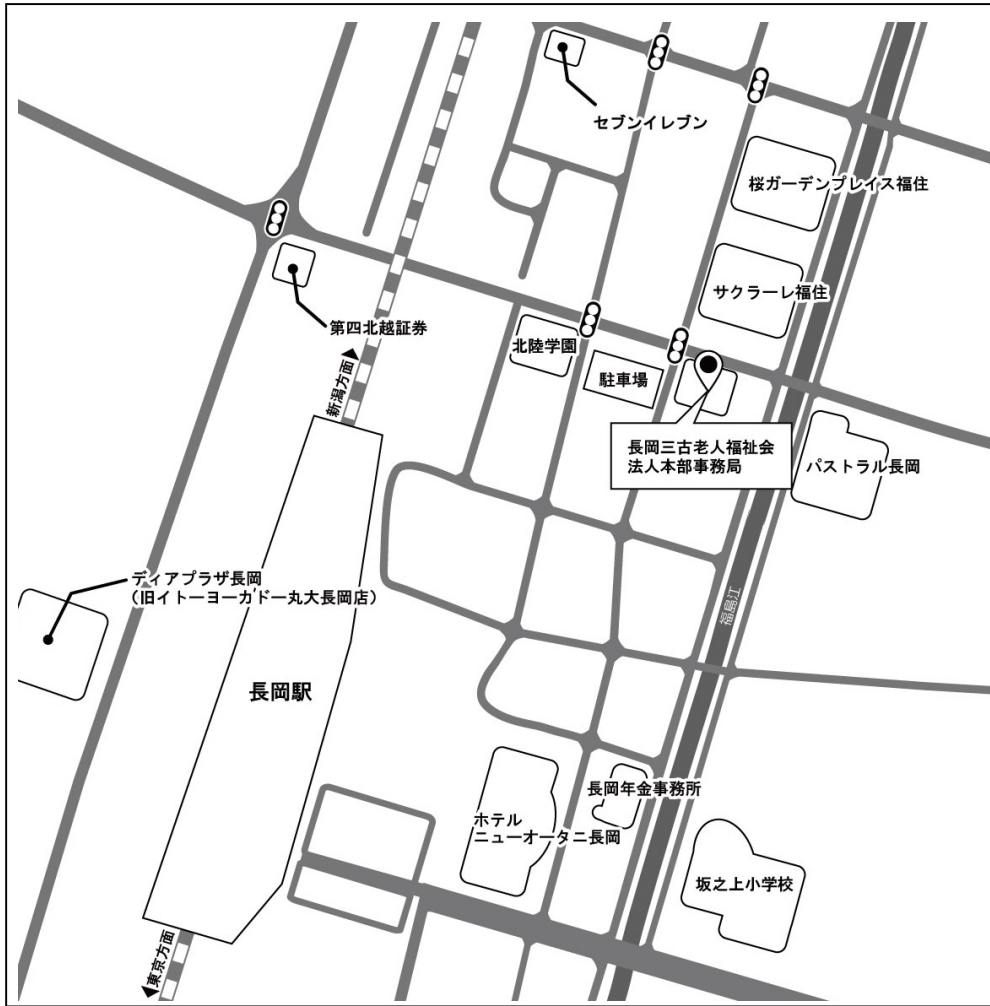 セブンイレブン
桜ガーデンプレイス福住
サクラーレ福住
第四北越証券
新潟方面
北陸学園
駐車場
長岡三古老人福祉会
法人本部事務局
パストラル長岡
ディアプラザ長岡
（旧イトーヨーカドー丸大長岡店）
福島江
長岡駅
長岡年金事務所
ホテル
ニューオータニ長岡
坂之上小学校
東京方面